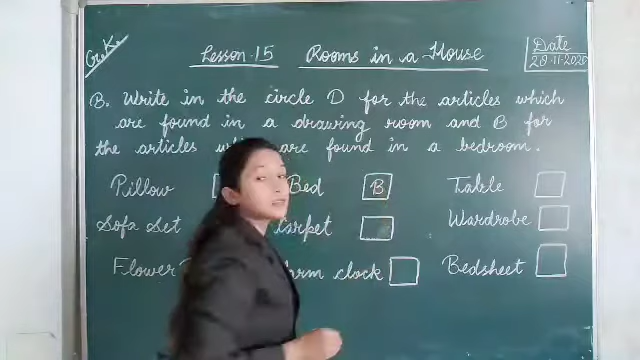 G.K. Lesson-15 Rooms in a House Date
20-11-2020
B. Write in the circle D for the articles which
are found in a drawing room and B for
the articles are found in a bedroom.
Pillow Bed B Table
Sofa Set Carpet Wardrobe
Flower clock Bedsheet